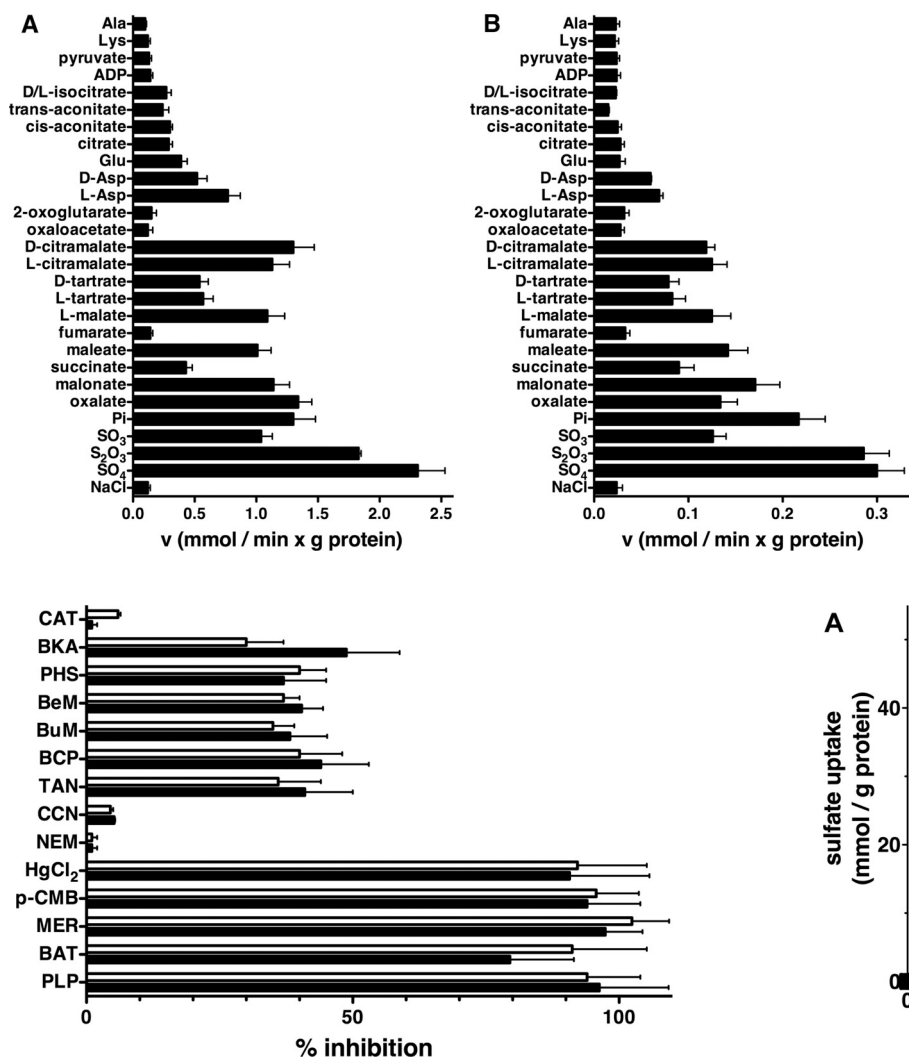 A
Ala
Lys
pyruvate
ADP
D/L-isocitrate
trans-aconitate
cis-aconitate
citrate
Glu
D-Asp
L-Asp
2-oxoglutarate
oxaloacetate
D-citramalate
L-citramalate
D-tartrate
L-tartrate
L-malate
fumarate
maleate
succinate
malonate
oxalate
Pi
SO3
S2O3
SO4
NaCl
0.0 0.5 1.0 1.5 2.0 2.5
v (mmol / min x g protein)
B
Ala
Lys
pyruvate
ADP
D/L-isocitrate
trans-aconitate
cis-aconitate
citrate
Glu
D-Asp
L-Asp
2-oxoglutarate
oxaloacetate
D-citramalate
L-citramalate
D-tartrate
L-tartrate
L-malate
fumarate
maleate
succinate
malonate
oxalate
Pi
SO3
S2O3
SO4
NaCl
0.0 0.1 0.2 0.3
v (mmol / min x g protein)
CAT
BKA
PHS
BeM
BuM
BCP
TAN
CCN
NEM
HgCl2
p-CMB
MER
BAT
PLP
0 50 100
% inhibition
A
sulfate uptake
(mmol / g protein)
40
20
0
0